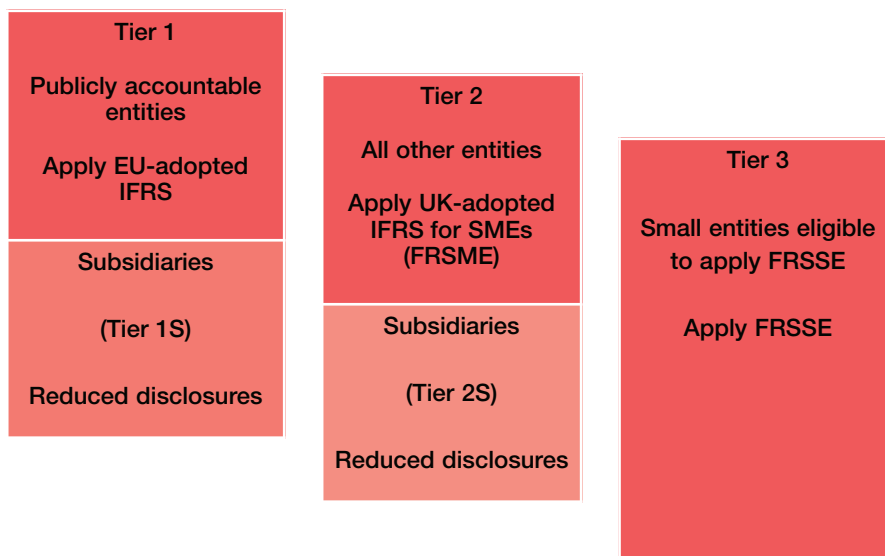 Tier 1
Publicly accountable
entities
Apply EU-adopted
IFRS
Subsidiaries
(Tier 1S)
Reduced disclosures
Tier 2
All other entities
Apply UK-adopted
IFRS for SMEs
(FRSME)
Subsidiaries
(Tier 2S)
Reduced disclosures
Tier 3
Small entities eligible
to apply FRSSE
Apply FRSSE